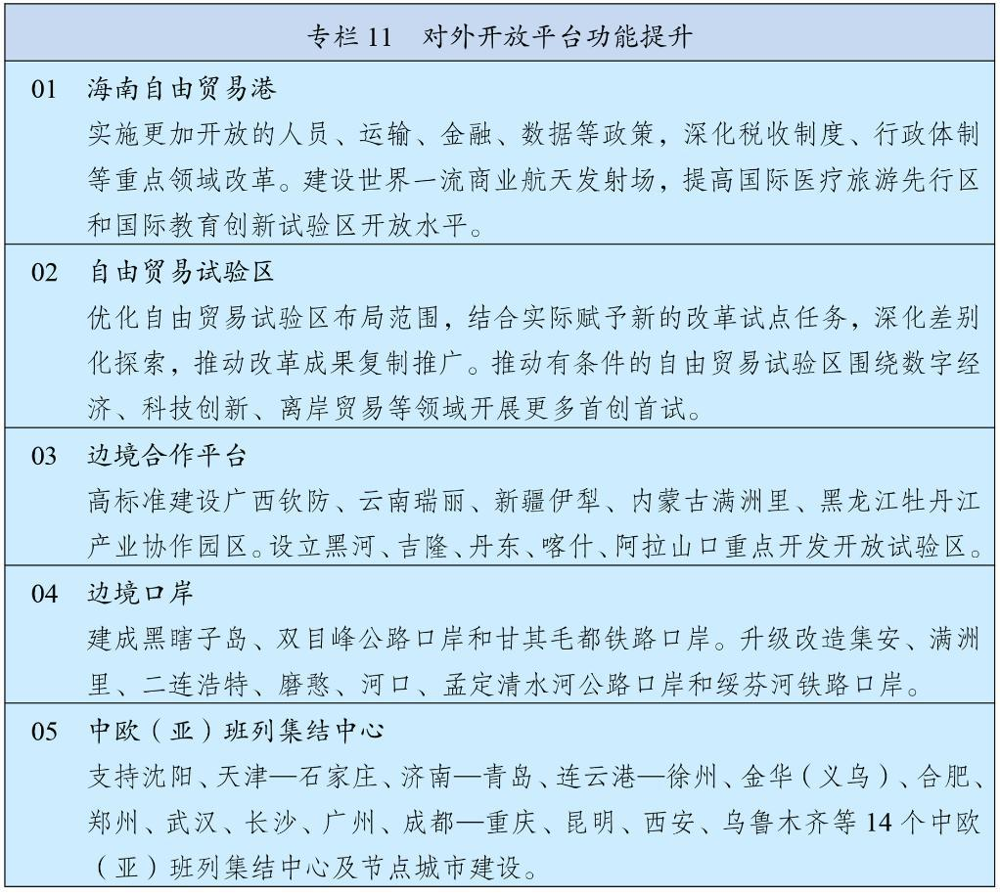 专栏 11 对外开放平台功能提升
01 海南自由贸易港
实施更加开放的人员、运输、金融、数据等政策，深化税收制度、行政体制
等重点领域改革。建设世界一流商业航天发射场，提高国际医疗旅游先行区
和国际教育创新试验区开放水平。
02 自由贸易试验区
优化自由贸易试验区布局范围，结合实际赋予新的改革试点任务，深化差别
化探索，推动改革成果复制推广。推动有条件的自由贸易试验区围绕数字经
济、科技创新、离岸贸易等领域开展更多首创首试。
03 边境合作平台
高标准建设广西钦防、云南瑞丽、新疆伊犁、内蒙古满洲里、黑龙江牡丹江
产业协作园区。设立黑河、吉隆、丹东、喀什、阿拉山口重点开发开放试验区。
04 边境口岸
建成黑瞎子岛、双目峰公路口岸和甘其毛都铁路口岸。升级改造集安、满洲
里、二连浩特、磨憨、河口、孟定清水河公路口岸和绥芬河铁路口岸。
05 中欧（亚）班列集结中心
支持沈阳、天津—石家庄、济南—青岛、连云港—徐州、金华（义乌）、合肥、
郑州、武汉、长沙、广州、成都—重庆、昆明、西安、乌鲁木齐等 14 个中欧
（亚）班列集结中心及节点城市建设。